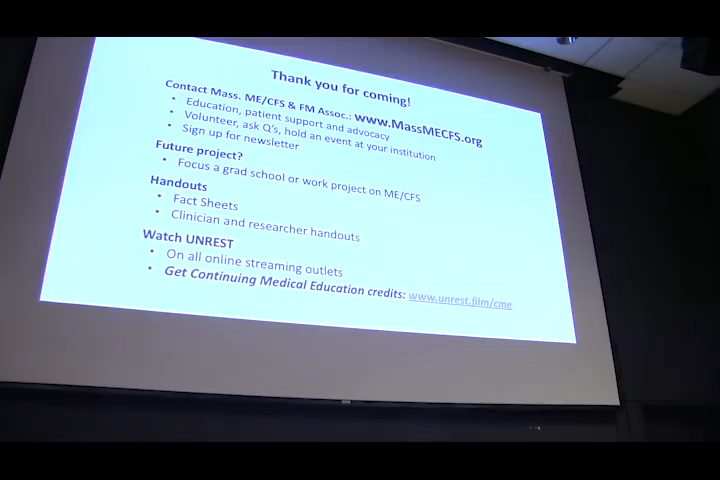 Thank you for coming!
Contact Mass. ME/CFS & FM Assoc.: www.MassMECFS.org
• Education, patient support and advocacy
• Volunteer, ask Q's, hold an event at your institution
• Sign up for newsletter
Future project?
• Focus a grad school or work project on ME/CFS
Handouts
• Fact Sheets
• Clinician and researcher handouts
Watch UNREST
• On all online streaming outlets
• Get Continuing Medical Education credits: www.unrest.film/cme